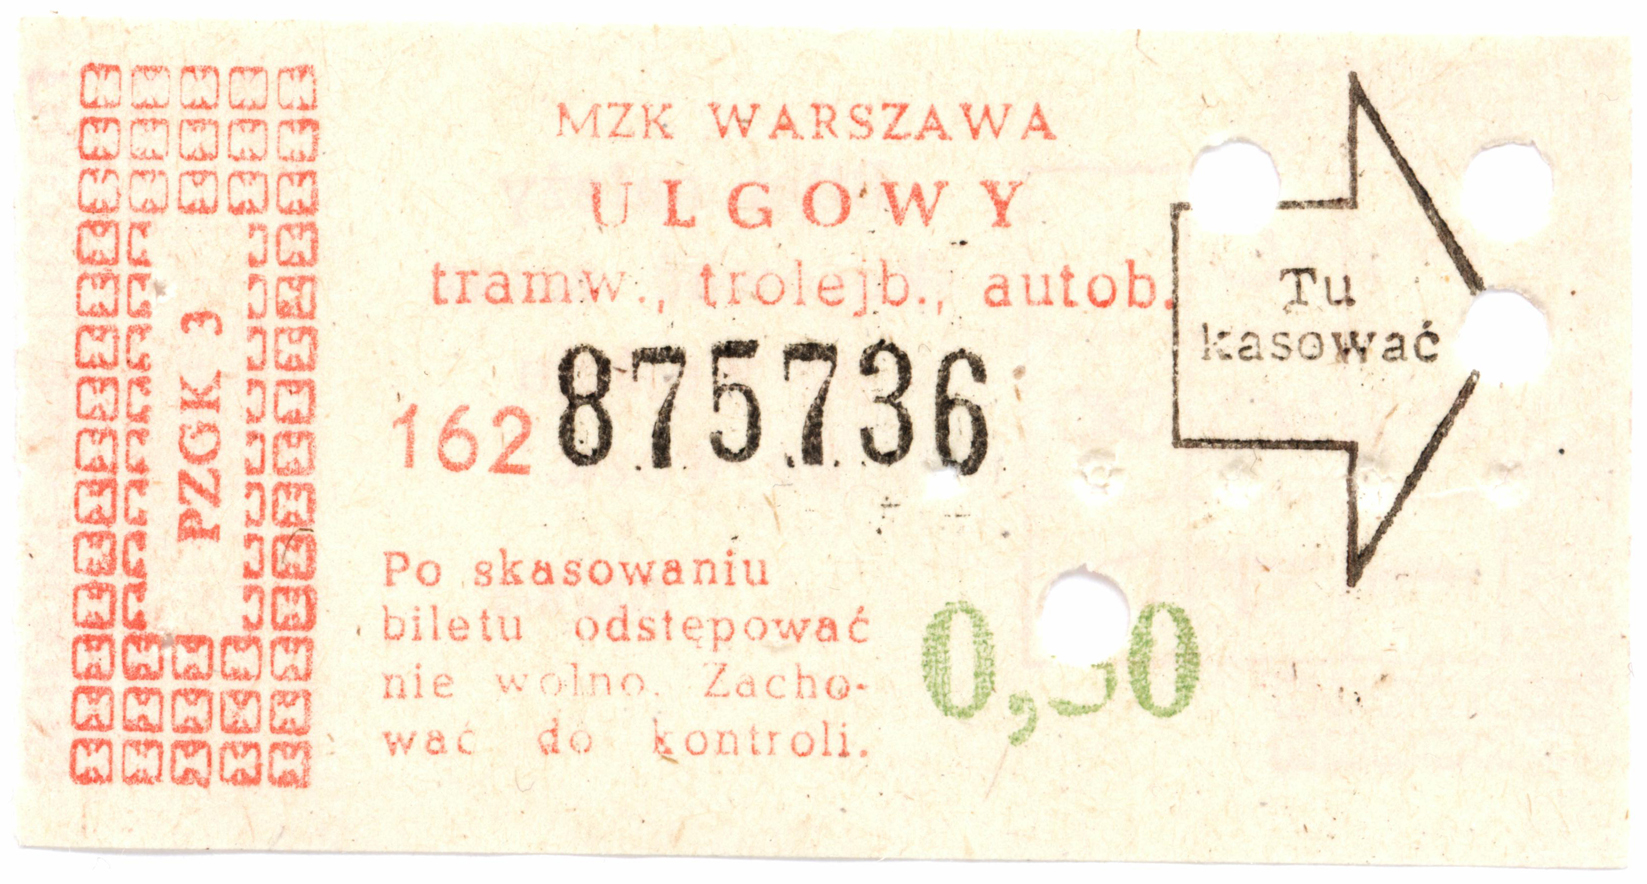 MZK WARSZAWA
ULGOWY
tramw., trolejb., autob.
162 875736
Po skasowaniu
biletu odstępować
nie wolno. Zacho-
wać do kontroli.
PZGK 3
Tu
kasować